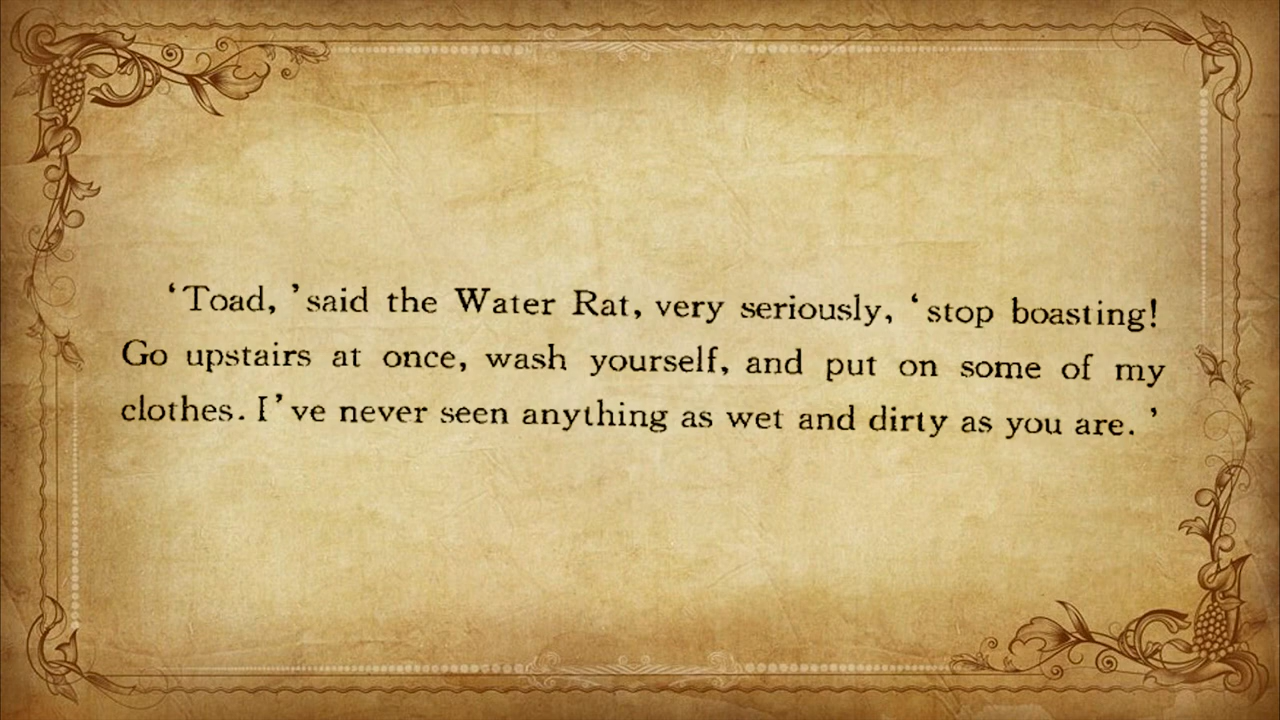 ‘Toad, ’said the Water Rat, very seriously, ‘stop boasting!
Go upstairs at once, wash yourself, and put on some of my
clothes. I’ve never seen anything as wet and dirty as you are. ’